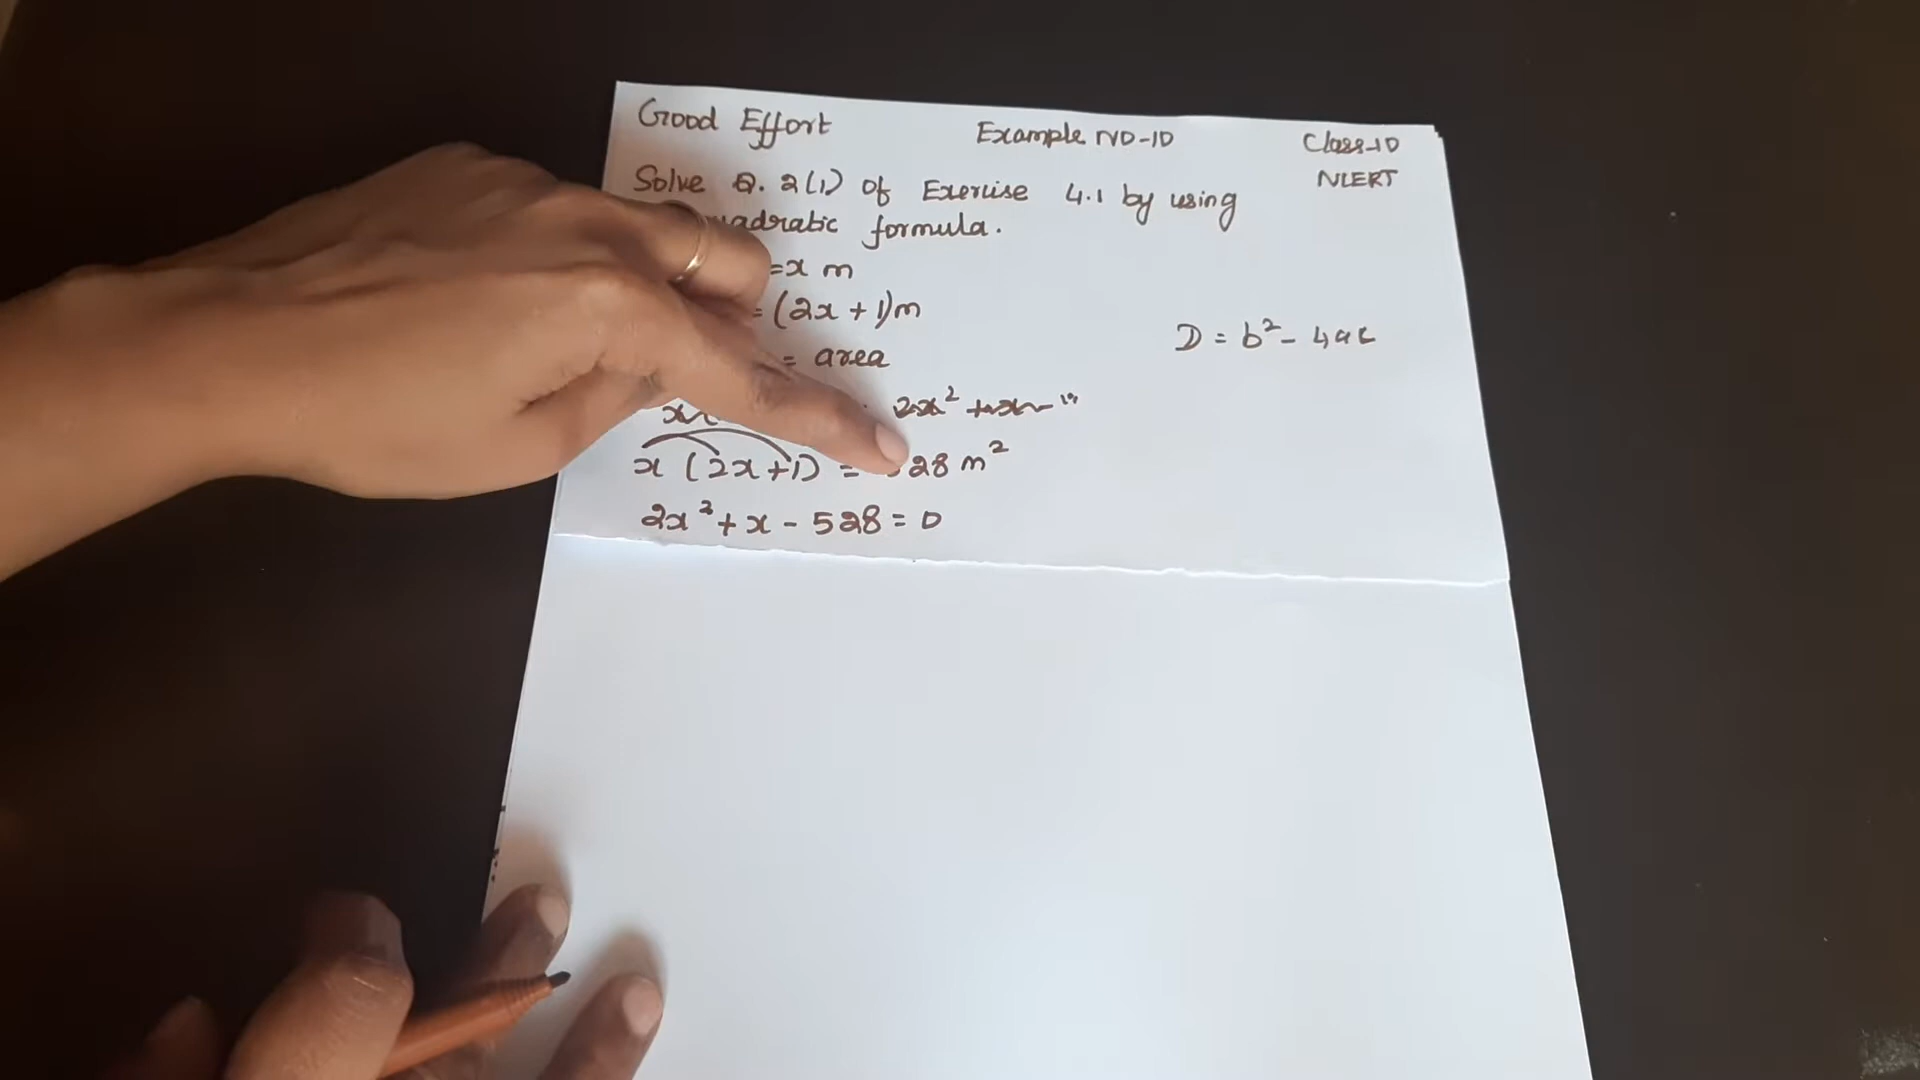 Good Effort
Example NO-10
Class-10
NCERT
Solve Q. 2(i) of Exercise 4.1 by using
formula.
=x m
= (2x + 1)m
= area
D = b² - 4ac
x (2x+1) = 28 m²
2x² + x - 528 = 0